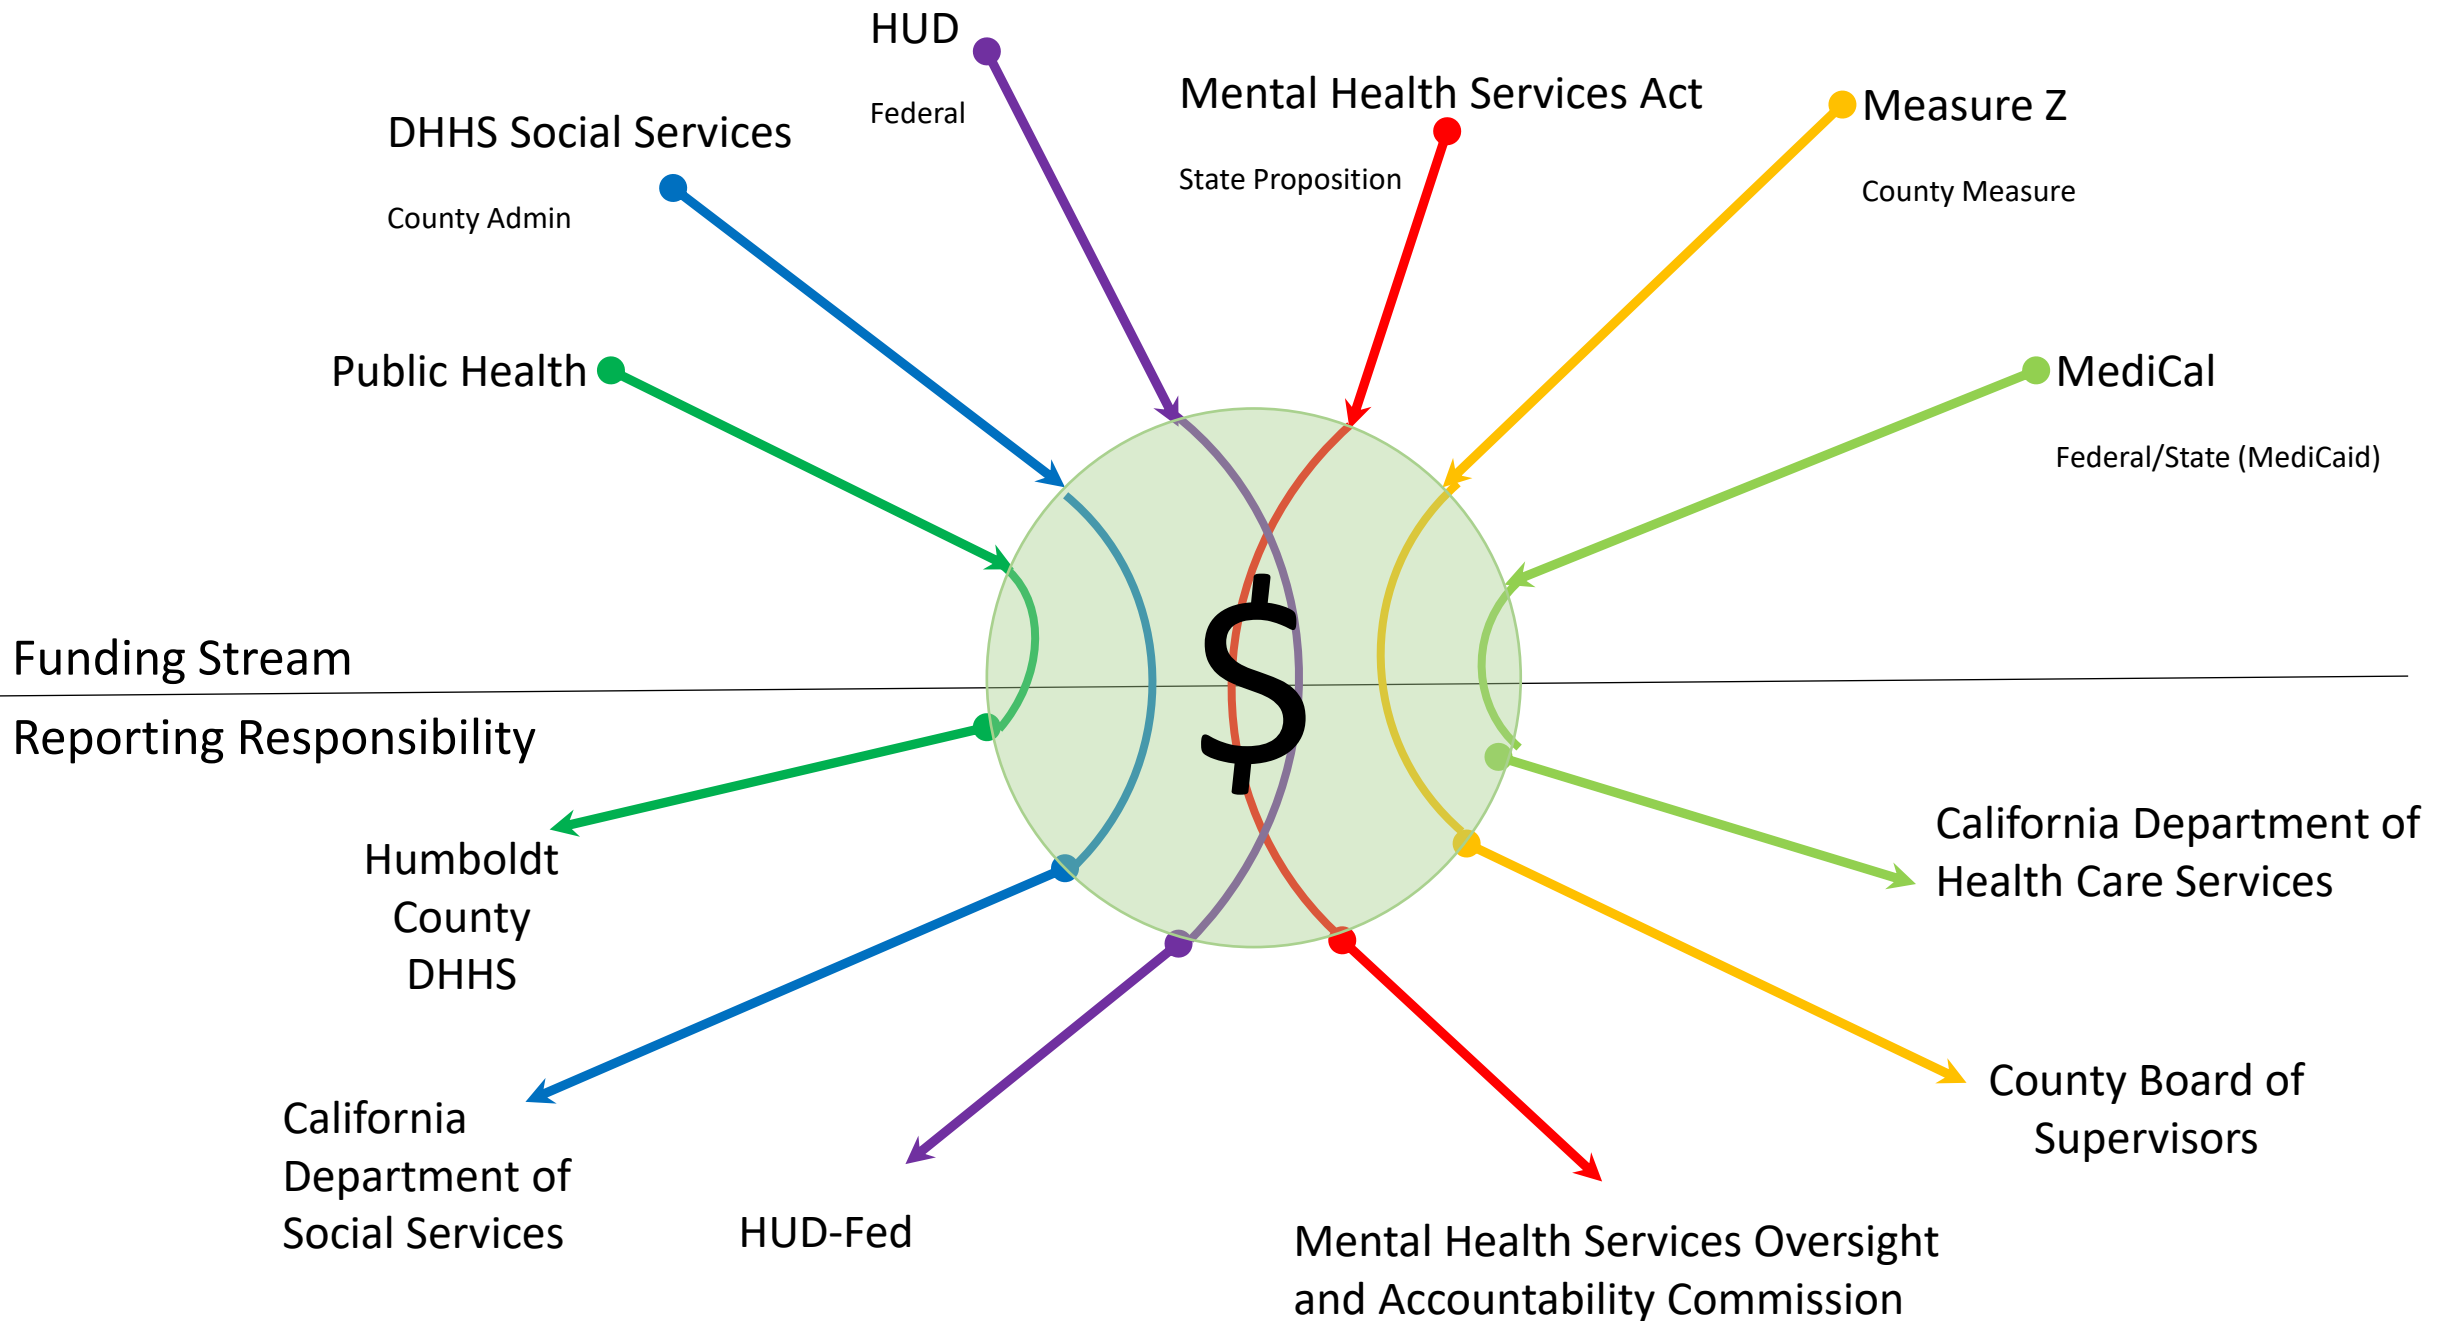 HUD
Federal
Mental Health Services Act
State Proposition
Measure Z
County Measure
DHHS Social Services
County Admin
Public Health
MediCal
Federal/State (MediCaid)
$
Funding Stream
Reporting Responsibility
Humboldt
County
DHHS
California Department of
Health Care Services
California
Department of
Social Services
HUD-Fed
County Board of
Supervisors
Mental Health Services Oversight
and Accountability Commission